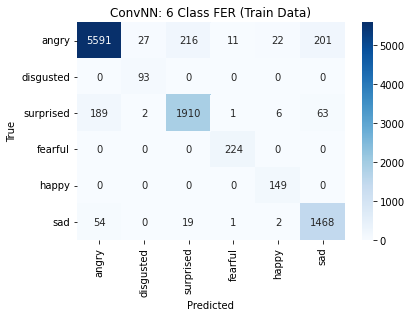 ConvNN: 6 Class FER (Train Data)
angry 5591 27 216 11 22 201
disgusted 0 93 0 0 0 0
surprised 189 2 1910 1 6 63
fearful 0 0 0 224 0 0
happy 0 0 0 0 149 0
sad 54 0 19 1 2 1468
True
angry disgusted surprised fearful happy sad
Predicted
5000
4000
3000
2000
1000
0